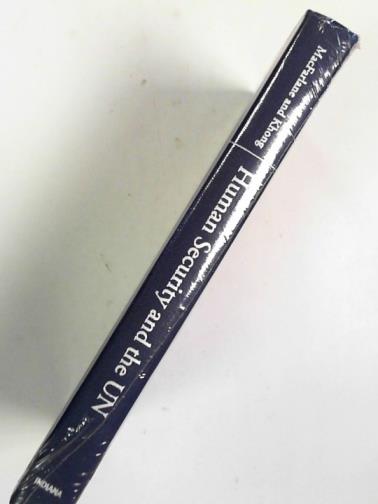 MacFarlane and Khong
Human Security and the UN
INDIANA